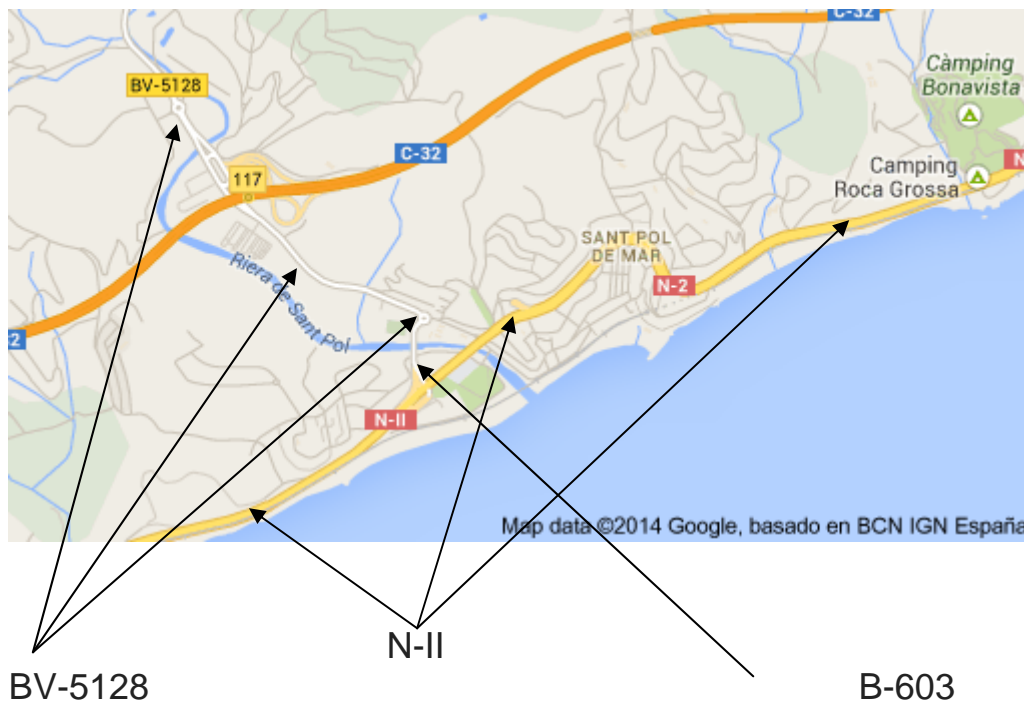 C-32
Càmping
Bonavista
BV-5128
C-32
Camping
Roca Grossa
N
117
SANT POL
DE MAR
Riera de Sant Pol
N-2
2
N-II
Map data ©2014 Google, basado en BCN IGN España
N-II
BV-5128
B-603